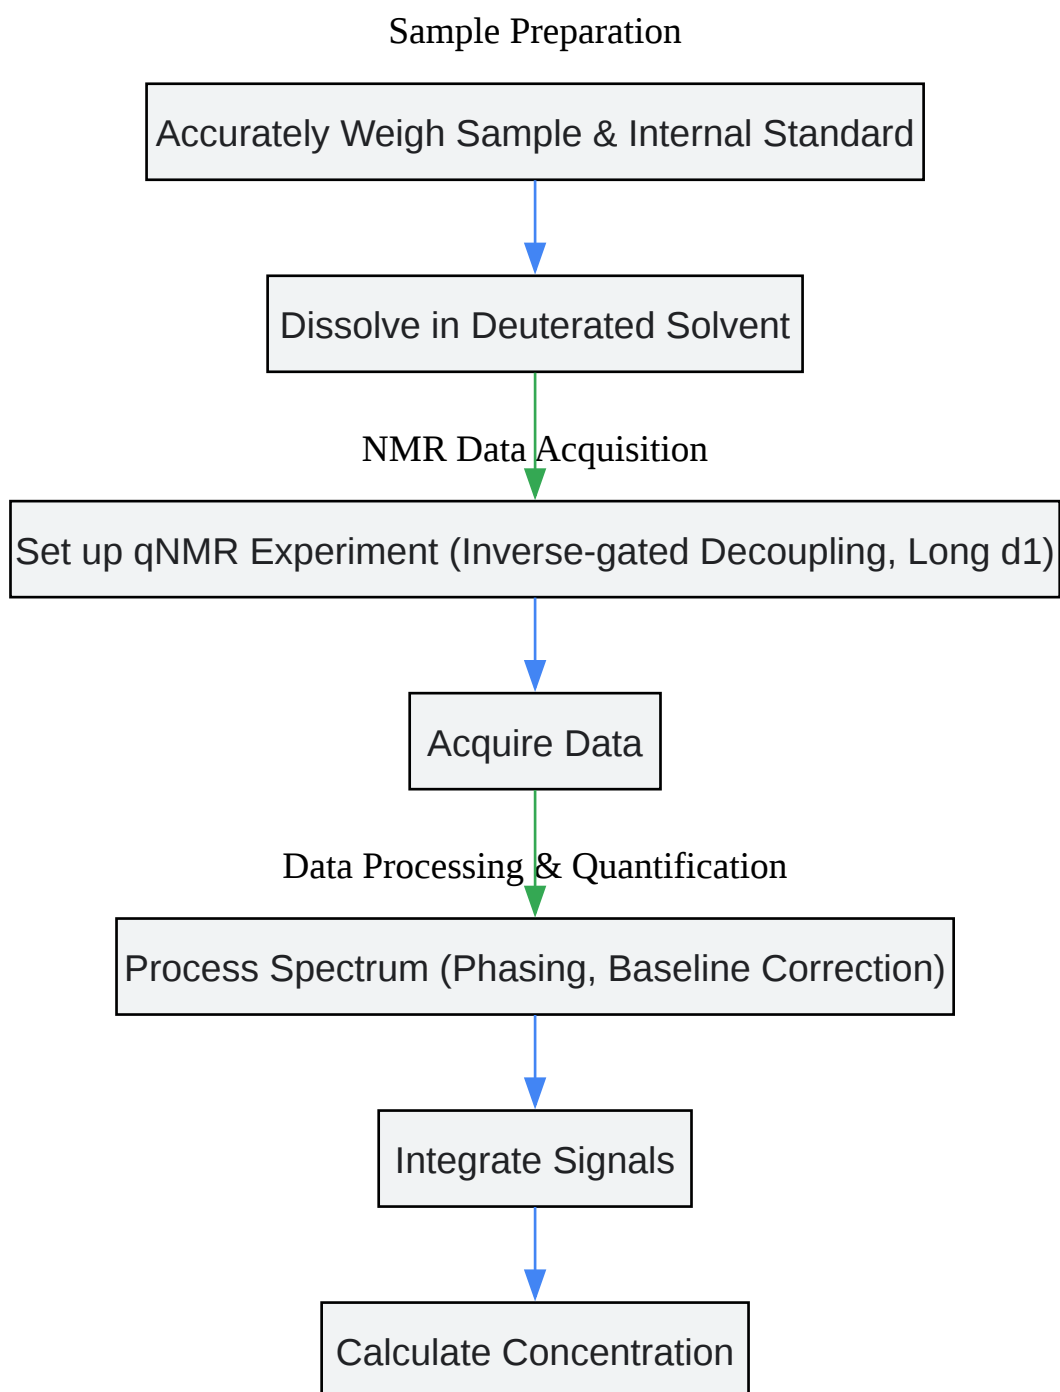 Sample Preparation
Accurately Weigh Sample & Internal Standard
Dissolve in Deuterated Solvent
NMR Data Acquisition
Set up qNMR Experiment (Inverse-gated Decoupling, Long d1)
Acquire Data
Data Processing & Quantification
Process Spectrum (Phasing, Baseline Correction)
Integrate Signals
Calculate Concentration